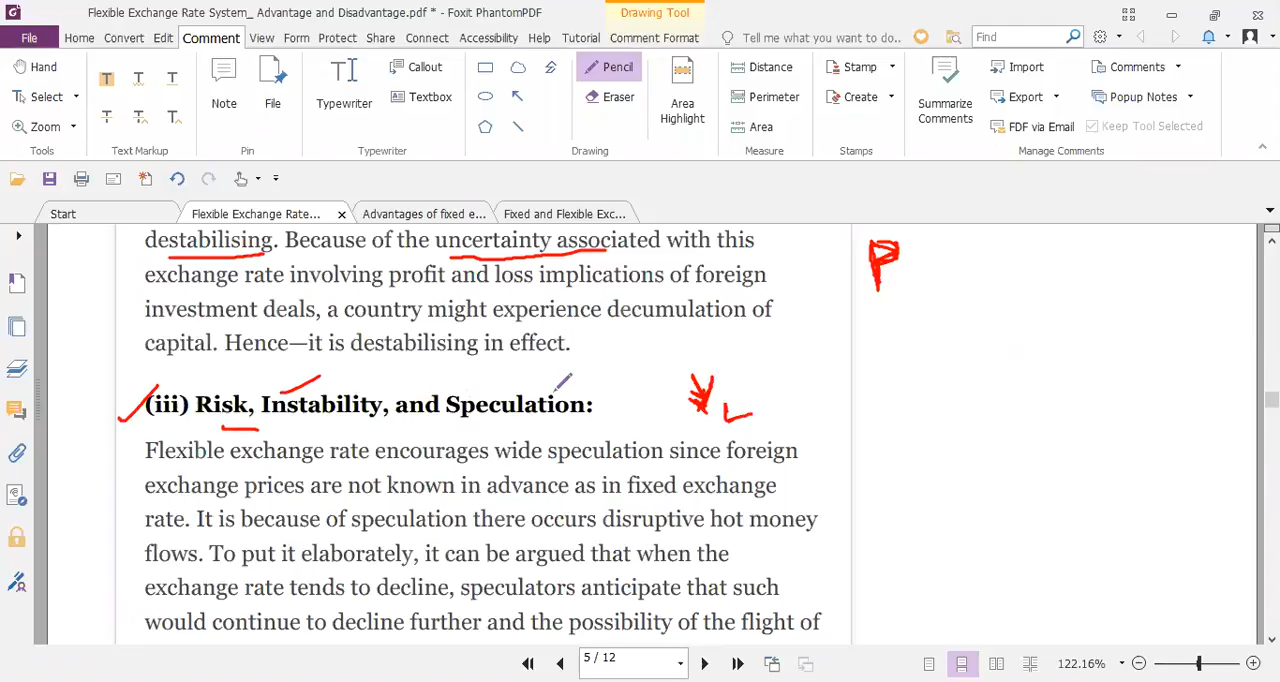 Flexible Exchange Rate System_ Advantage and Disadvantage.pdf * - Foxit PhantomPDF
Drawing Tool
File Home Convert Edit Comment View Form Protect Share Connect Accessibility Help Tutorial Comment Format Tell me what you want to do.. Find
Hand
Select
Zoom
Tools
T T T
T T T
Text Markup
Note
File
Pin
Typewriter
Callout
Textbox
Typewriter
Pencil
Eraser
Area Highlight
Drawing
Distance
Perimeter
Area
Measure
Stamp
Create
Stamps
Summarize Comments
Import
Export
FDF via Email
Comments
Popup Notes
Keep Tool Selected
Manage Comments
Start Flexible Exchange Rate... Advantages of fixed e... Fixed and Flexible Exc...
destabilising. Because of the uncertainty associated with this
exchange rate involving profit and loss implications of foreign
investment deals, a country might experience decumulation of
capital. Hence—it is destabilising in effect.
P
(iii) Risk, Instability, and Speculation:
Flexible exchange rate encourages wide speculation since foreign
exchange prices are not known in advance as in fixed exchange
rate. It is because of speculation there occurs disruptive hot money
flows. To put it elaborately, it can be argued that when the
exchange rate tends to decline, speculators anticipate that such
would continue to decline further and the possibility of the flight of
5 / 12
122.16%